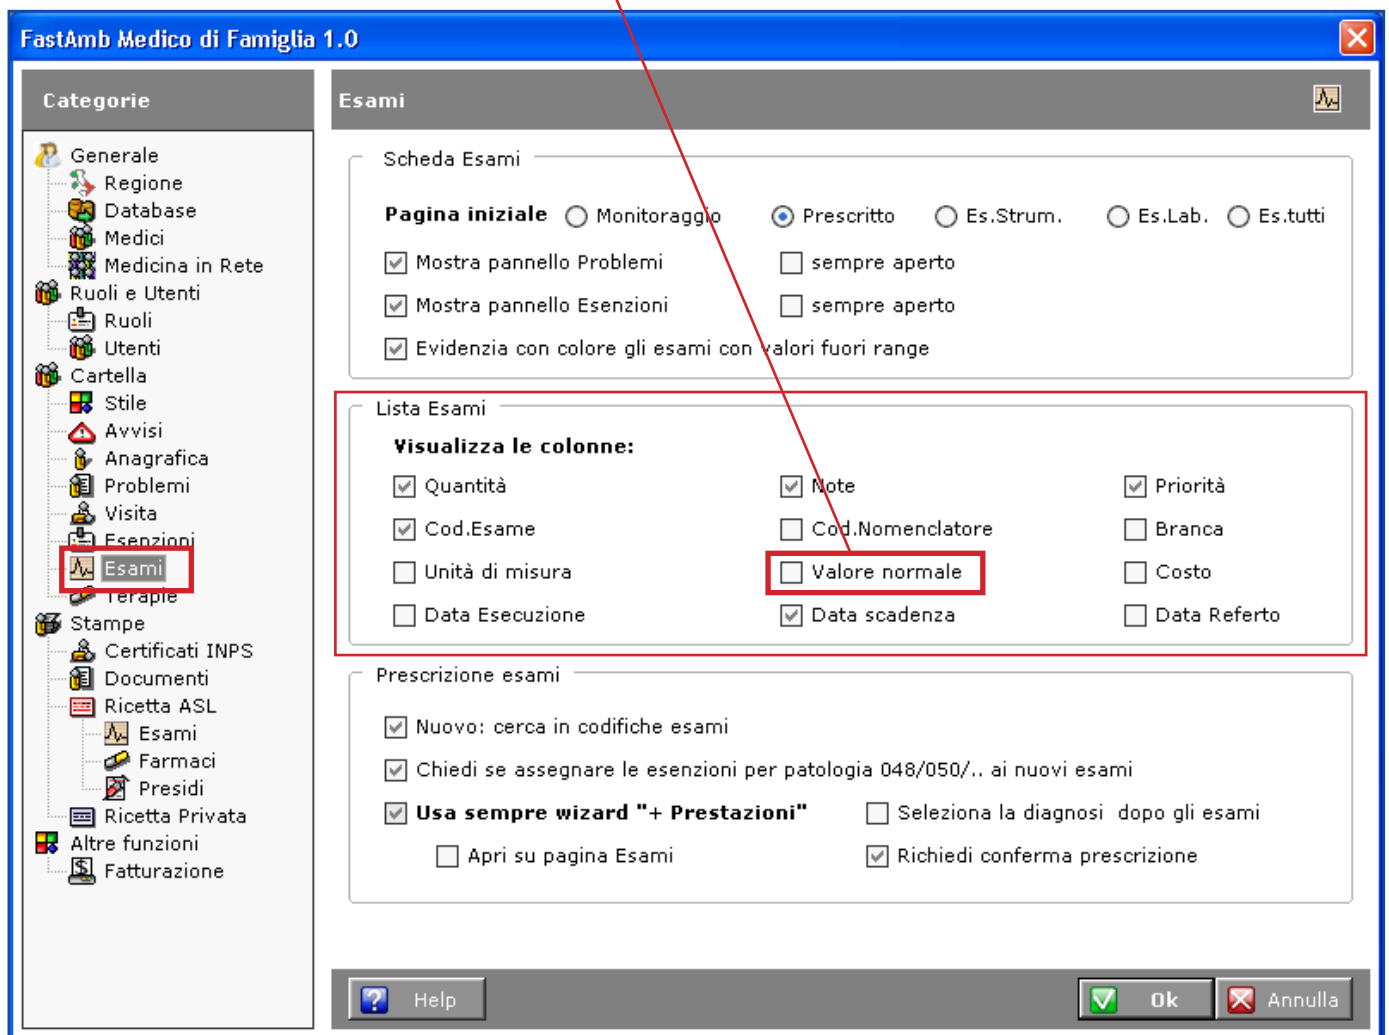 FastAmb Medico di Famiglia 1.0
Categorie
Generale
Regione
Database
Medici
Medicina in Rete
Ruoli e Utenti
Ruoli
Utenti
Cartella
Stile
Avvisi
Anagrafica
Problemi
Visita
Esenzioni
Esami
Terapie
Stampe
Certificati INPS
Documenti
Ricetta ASL
Esami
Farmaci
Presidi
Ricetta Privata
Altre funzioni
Fatturazione
Esami
Scheda Esami
Pagina iniziale Monitoraggio Prescritto Es.Strum. Es.Lab. Es.tutti
Mostra pannello Problemi sempre aperto
Mostra pannello Esenzioni sempre aperto
Evidenzia con colore gli esami con valori fuori range
Lista Esami
Visualizza le colonne:
Quantità Note Priorità
Cod.Esame Cod.Nomenclatore Branca
Unità di misura Valore normale Costo
Data Esecuzione Data scadenza Data Referto
Prescrizione esami
Nuovo: cerca in codifiche esami
Chiedi se assegnare le esenzioni per patologia 048/050/.. ai nuovi esami
Usa sempre wizard "+ Prestazioni" Seleziona la diagnosi dopo gli esami
Apri su pagina Esami Richiedi conferma prescrizione
Help Ok Annulla